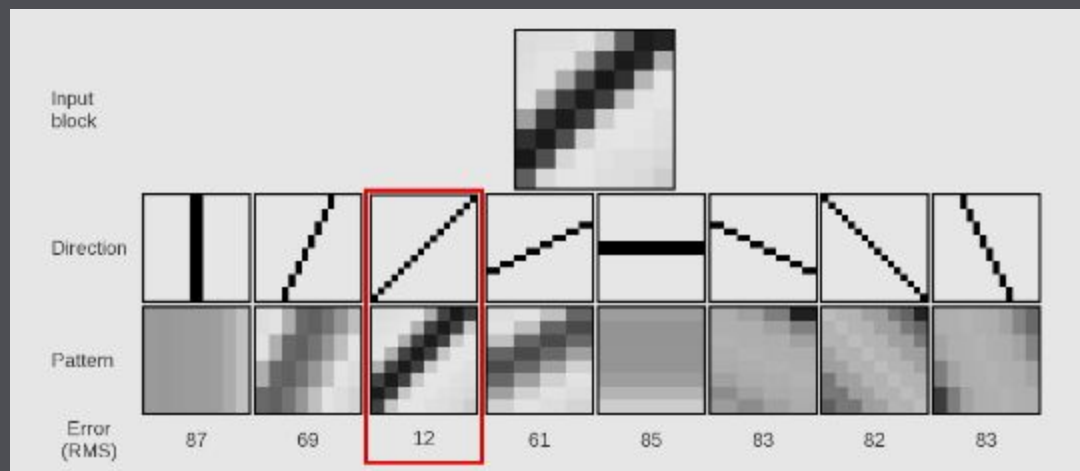 Input
block
Direction
Pattern
Error
(RMS)
87 69 12 61 85 83 82 83